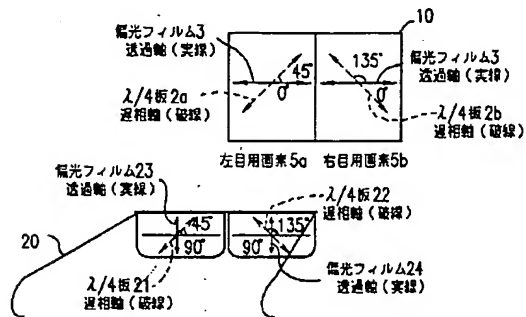 10
偏光フィルム3
透過軸(実線)
45°
0°
λ/4板2a
遅相軸(破線)
135°
0°
偏光フィルム3
透過軸(実線)
λ/4板2b
遅相軸(破線)
左目用画素5a
右目用画素5b
偏光フィルム23
透過軸(実線)
λ/4板22
遅相軸(破線)
20
45°
90°
135°
90°
λ/4板21
遅相軸(破線)
偏光フィルム24
透過軸(実線)